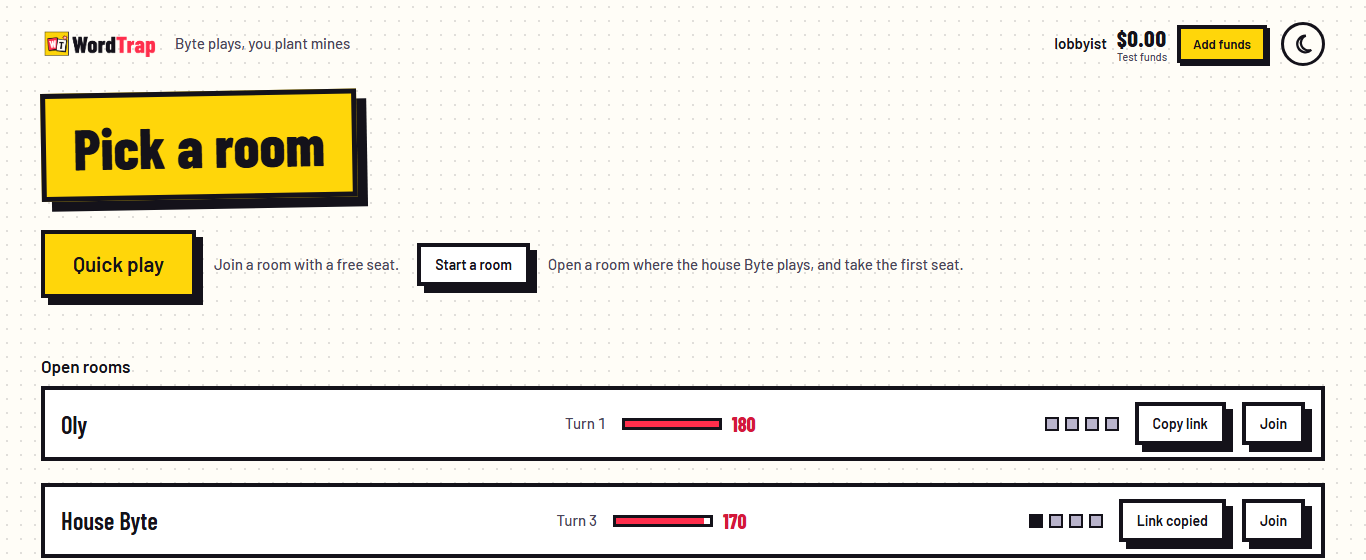 WT WordTrap Byte plays, you plant mines lobbyist $0.00 Add funds
Test funds
Pick a room
Quick play Join a room with a free seat. Start a room Open a room where the house Byte plays, and take the first seat.
Open rooms
Oly Turn 1 180 Copy link Join
House Byte Turn 3 170 Link copied Join